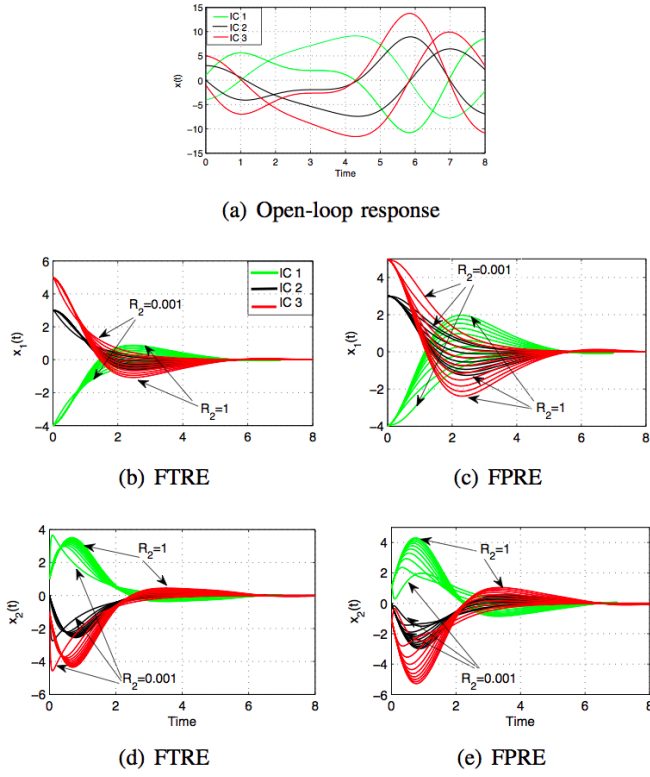 15
10
5
0
-5
-10
-15
x(t)
IC 1
IC 2
IC 3
0 1 2 3 4 5 6 7 8
Time
(a) Open-loop response
6
4
2
0
−2
−4
x1(t)
R2=0.001
R2=1
IC 1
IC 2
IC 3
0 2 4 6 8
(b) FTRE
5
4
3
2
1
0
−1
−2
−3
−4
x1(t)
R2=0.001
R2=1
0 2 4 6 8
(c) FPRE
4
2
0
−2
−4
−6
x2(t)
R2=1
R2=0.001
0 2 4 6 8
Time
(d) FTRE
4
2
0
−2
−4
−6
x2(t)
R2=1
R2=0.001
0 2 4 6 8
Time
(e) FPRE